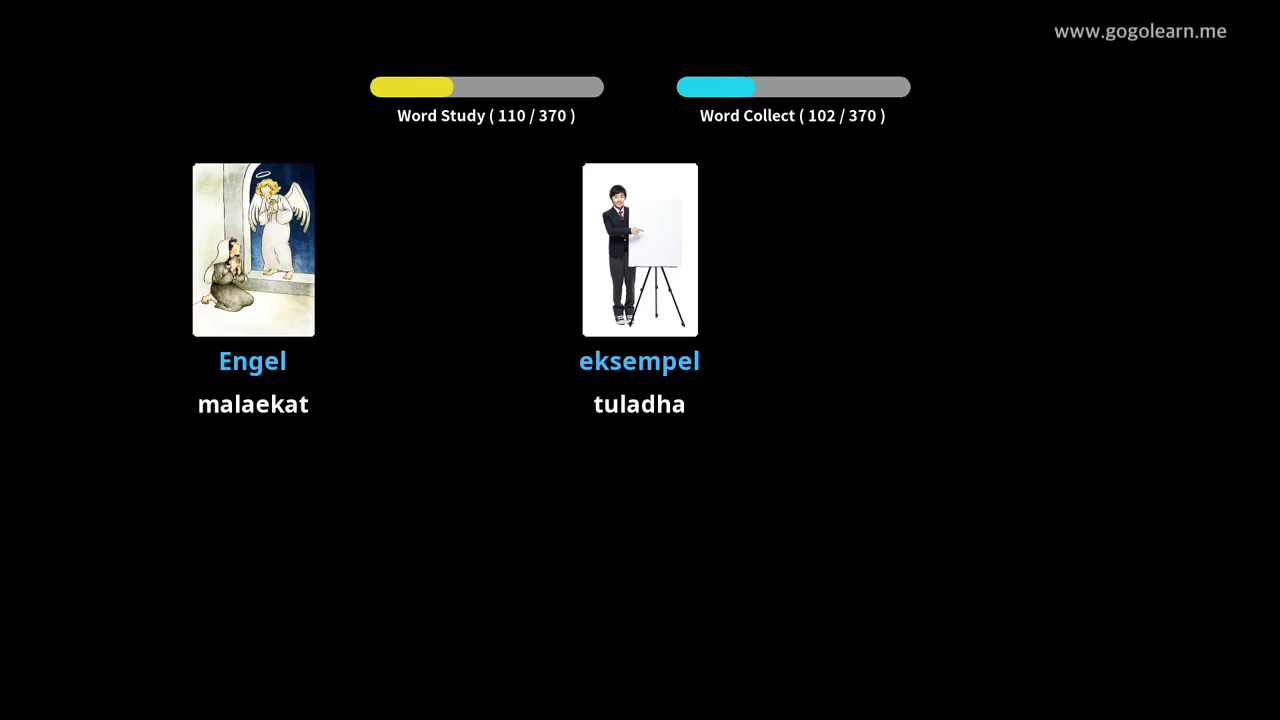 www.gogolearn.me
Word Study ( 110 / 370 )
Word Collect ( 102 / 370 )
Engel
malaekat
eksempel
tuladha